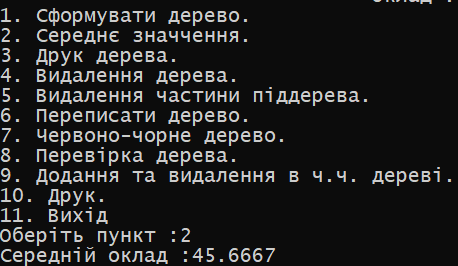 1. Сформувати дерево.
2. Середнє значчення.
3. Друк дерева.
4. Видалення дерева.
5. Видалення частини піддерева.
6. Переписати дерево.
7. Червоно-чорне дерево.
8. Перевірка дерева.
9. Додання та видалення в ч.ч. дереві.
10. Друк.
11. Вихід
Оберіть пункт :2
Середній оклад :45.6667